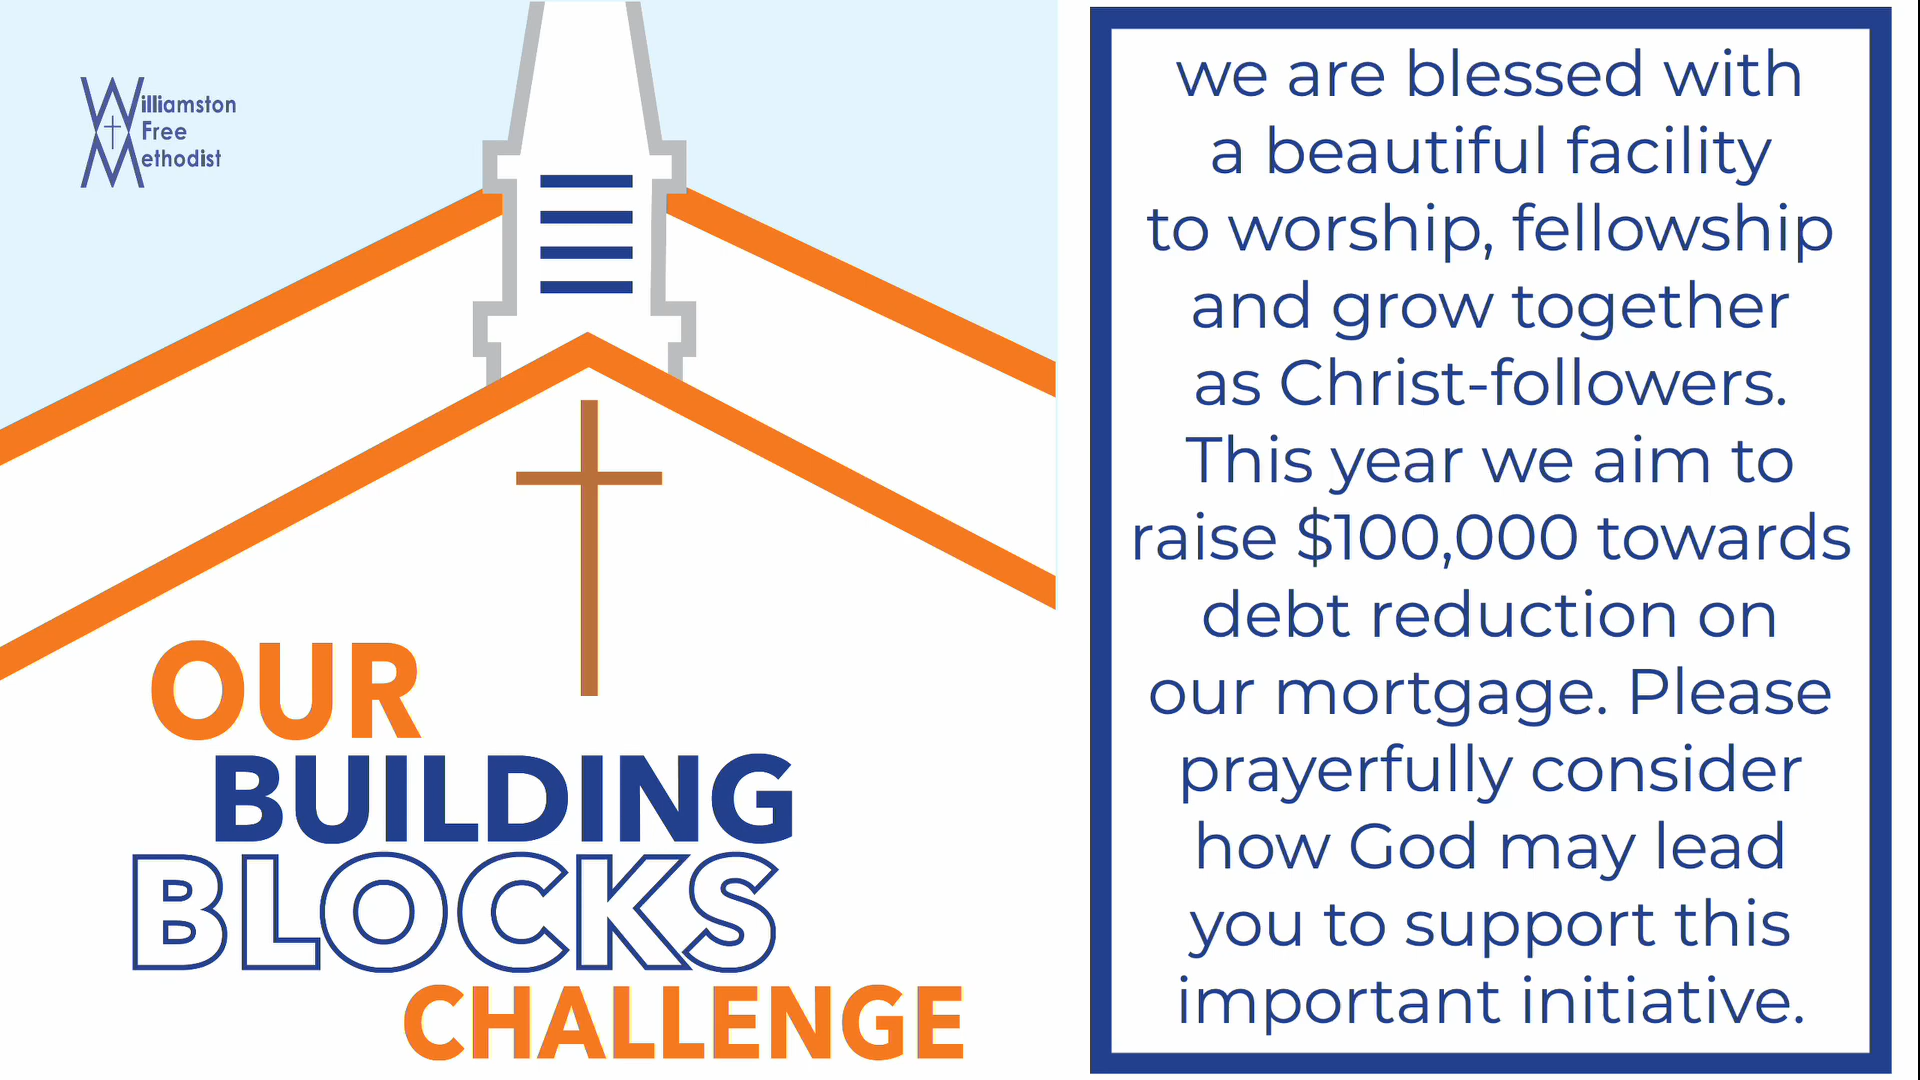 Williamston
Free
Methodist
OUR
BUILDING
BLOCKS
CHALLENGE
we are blessed with
a beautiful facility
to worship, fellowship
and grow together
as Christ-followers.
This year we aim to
raise $100,000 towards
debt reduction on
our mortgage. Please
prayerfully consider
how God may lead
you to support this
important initiative.